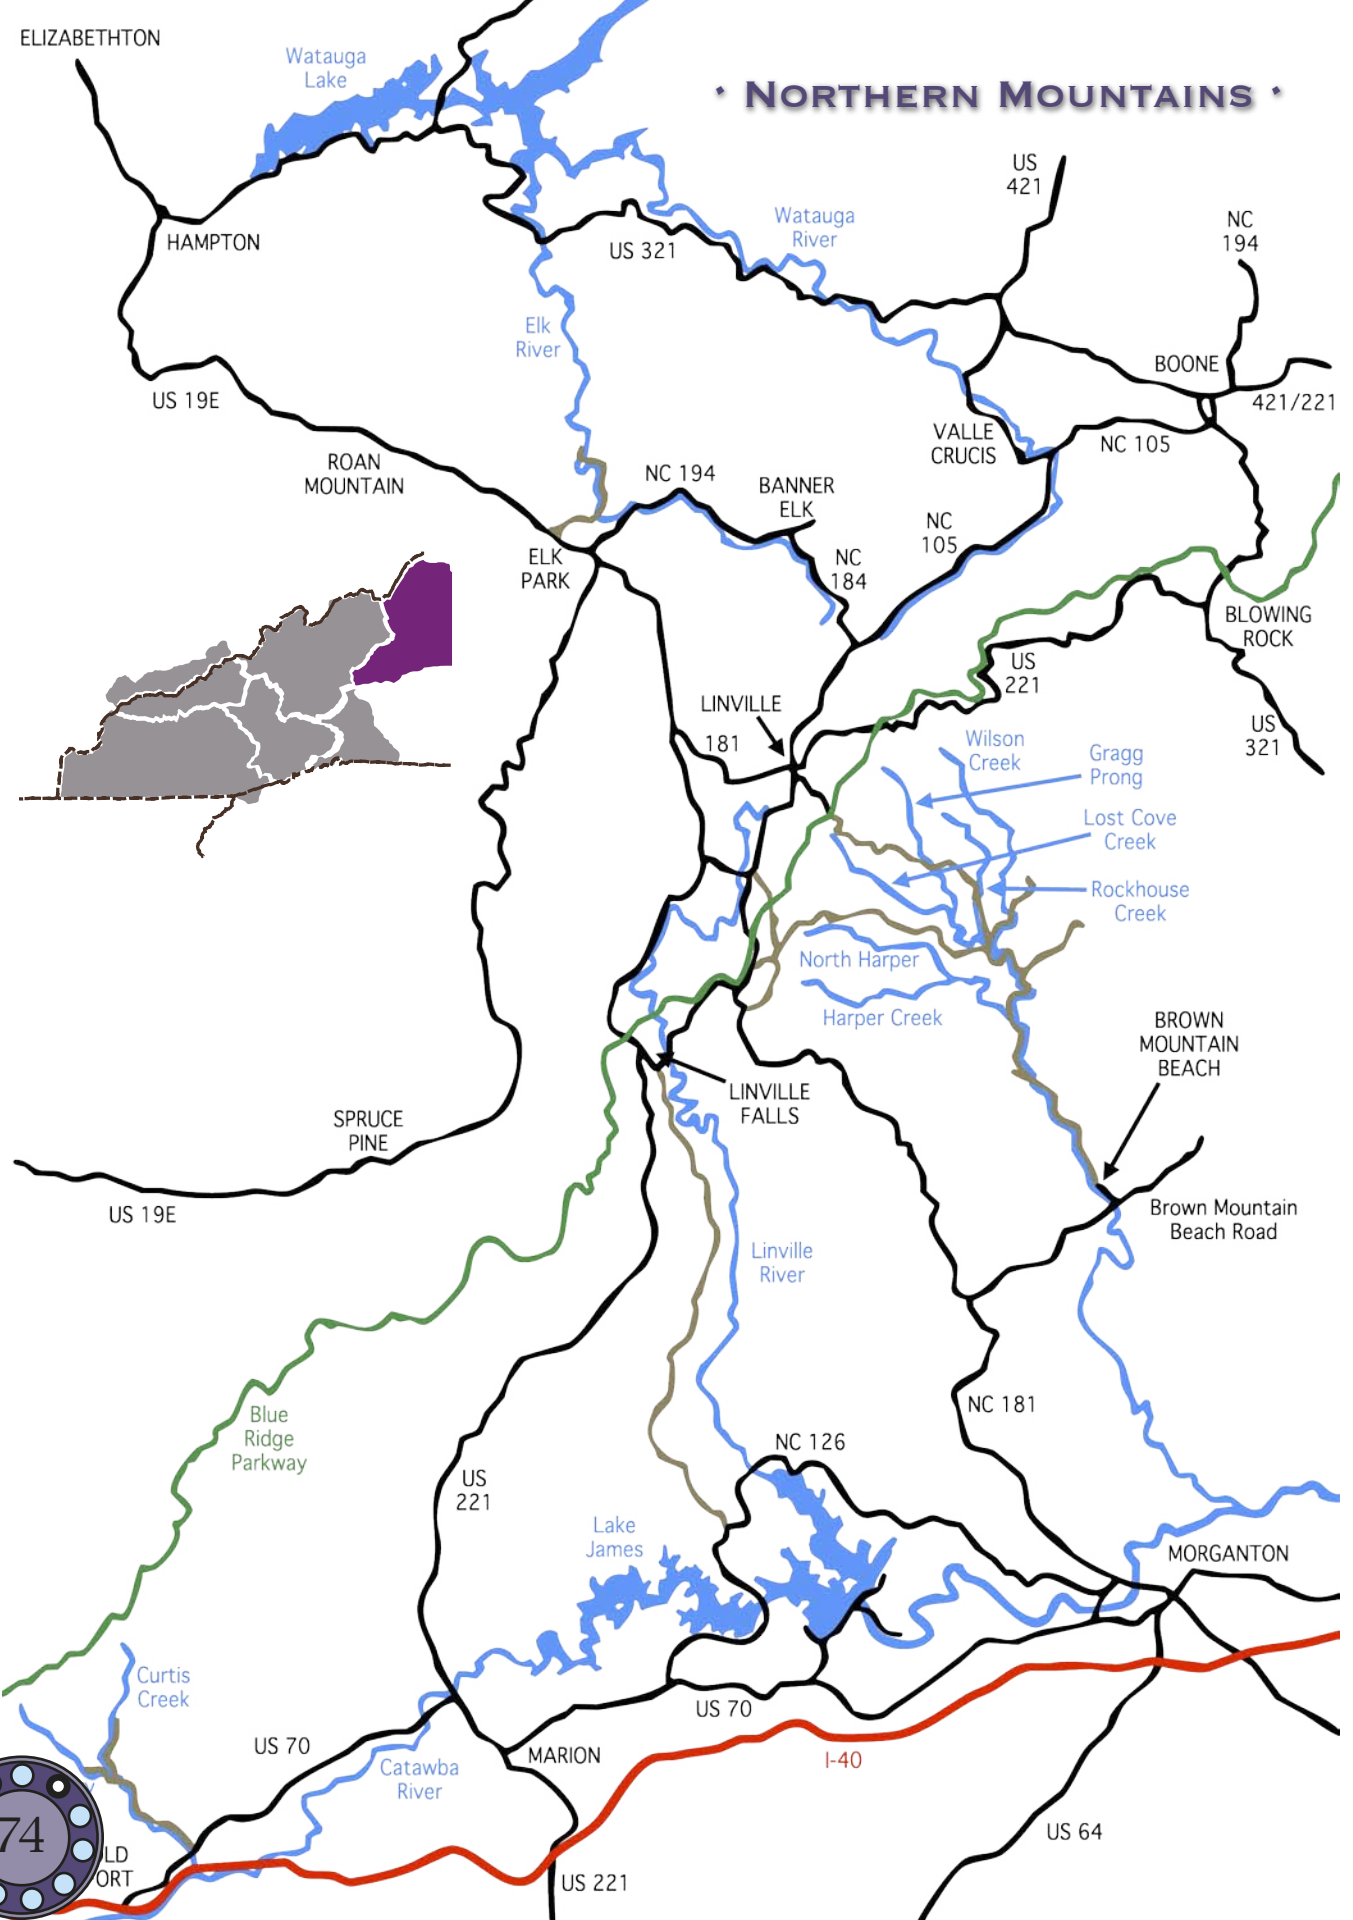 ELIZABETHTON
Watauga
Lake
· NORTHERN MOUNTAINS ·
US
421
NC
194
Watauga
River
HAMPTON
US 321
Elk
River
BOONE
US 19E
421/221
VALLE
CRUCIS
NC 105
ROAN
MOUNTAIN
NC 194
BANNER
ELK
NC
105
ELK
PARK
NC
184
BLOWING
ROCK
US
221
LINVILLE
181
US
321
Wilson
Creek
Gragg
Prong
Lost Cove
Creek
Rockhouse
Creek
North Harper
Harper Creek
BROWN
MOUNTAIN
BEACH
LINVILLE
FALLS
SPRUCE
PINE
US 19E
Brown Mountain
Beach Road
Linville
River
NC 181
Blue
Ridge
Parkway
NC 126
US
221
Lake
James
MORGANTON
Curtis
Creek
US 70
US 70
MARION
I-40
Catawba
River
74
LD
ORT
US 64
US 221